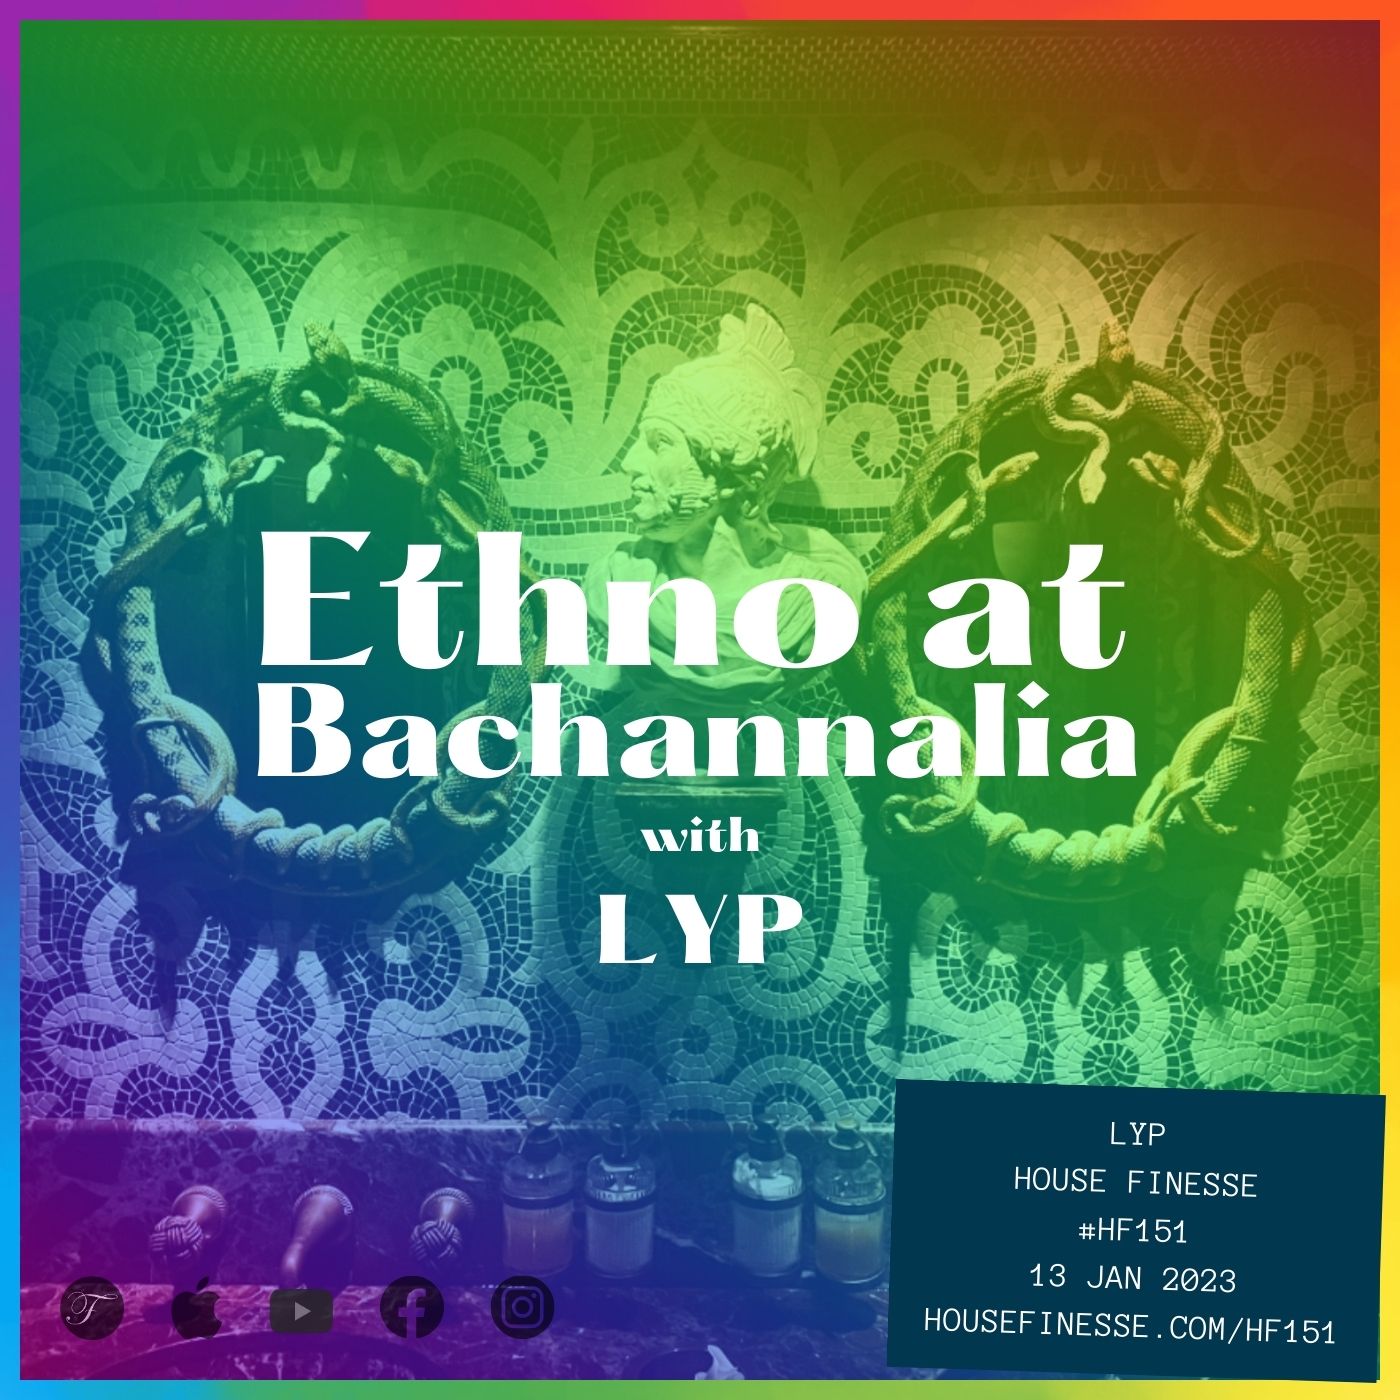 Ethno at
Bachannalia
with
LYP
LYP
HOUSE FINESSE
#HF151
13 JAN 2023
HOUSEFINESSE.COM/HF151
F